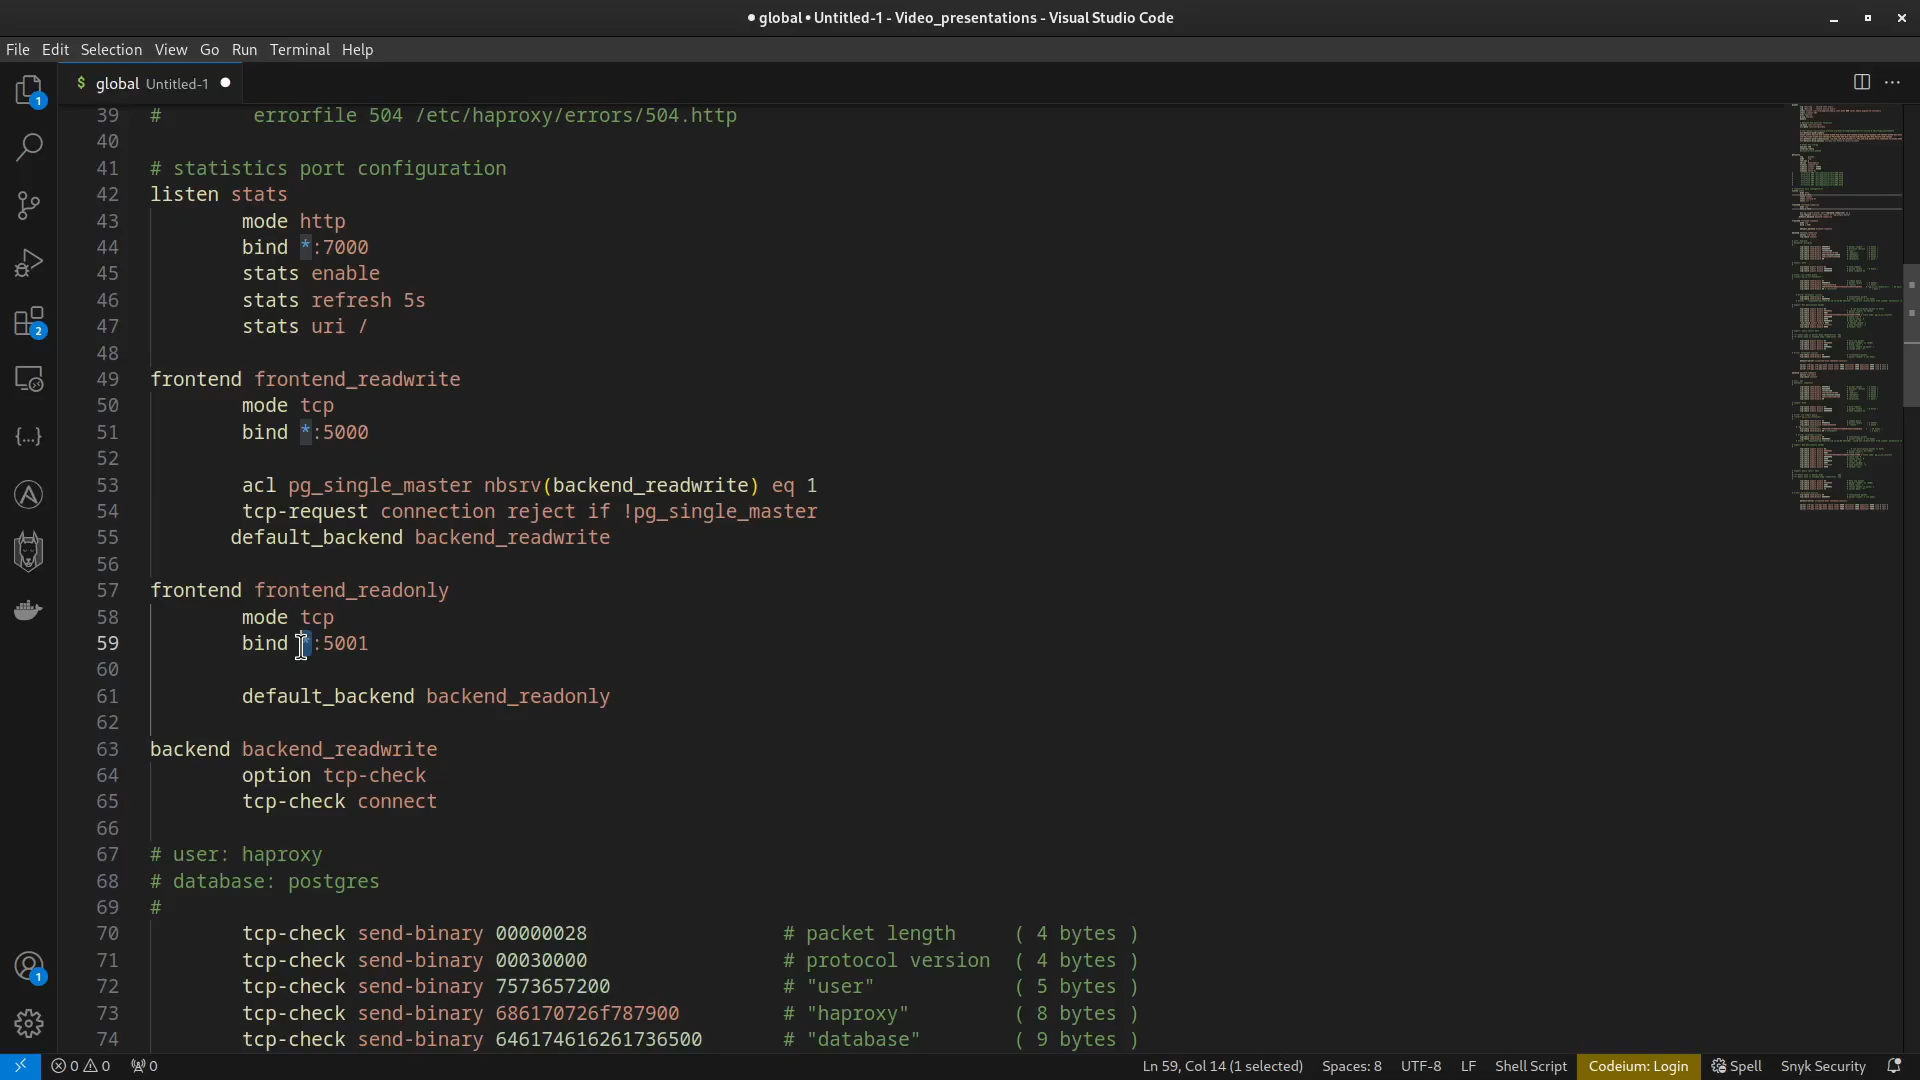 global • Untitled-1 - Video_presentations - Visual Studio Code
File Edit Selection View Go Run Terminal Help
$ global Untitled-1
39 # errorfile 504 /etc/haproxy/errors/504.http
40
41 # statistics port configuration
42 listen stats
43 mode http
44 bind *:7000
45 stats enable
46 stats refresh 5s
47 stats uri /
48
49 frontend frontend_readwrite
50 mode tcp
51 bind *:5000
52
53 acl pg_single_master nbsrv(backend_readwrite) eq 1
54 tcp-request connection reject if !pg_single_master
55 default_backend backend_readwrite
56
57 frontend frontend_readonly
58 mode tcp
59 bind *:5001
60
61 default_backend backend_readonly
62
63 backend backend_readwrite
64 option tcp-check
65 tcp-check connect
66
67 # user: haproxy
68 # database: postgres
69 #
70 tcp-check send-binary 00000028 # packet length ( 4 bytes )
71 tcp-check send-binary 00030000 # protocol version ( 4 bytes )
72 tcp-check send-binary 7573657200 # "user" ( 5 bytes )
73 tcp-check send-binary 686170726f787900 # "haproxy" ( 8 bytes )
74 tcp-check send-binary 646174616261736500 # "database" ( 9 bytes )
1
2
1
0 0 0 Ln 59, Col 14 (1 selected) Spaces: 8 UTF-8 LF Shell Script Codeium: Login Spell Snyk Security